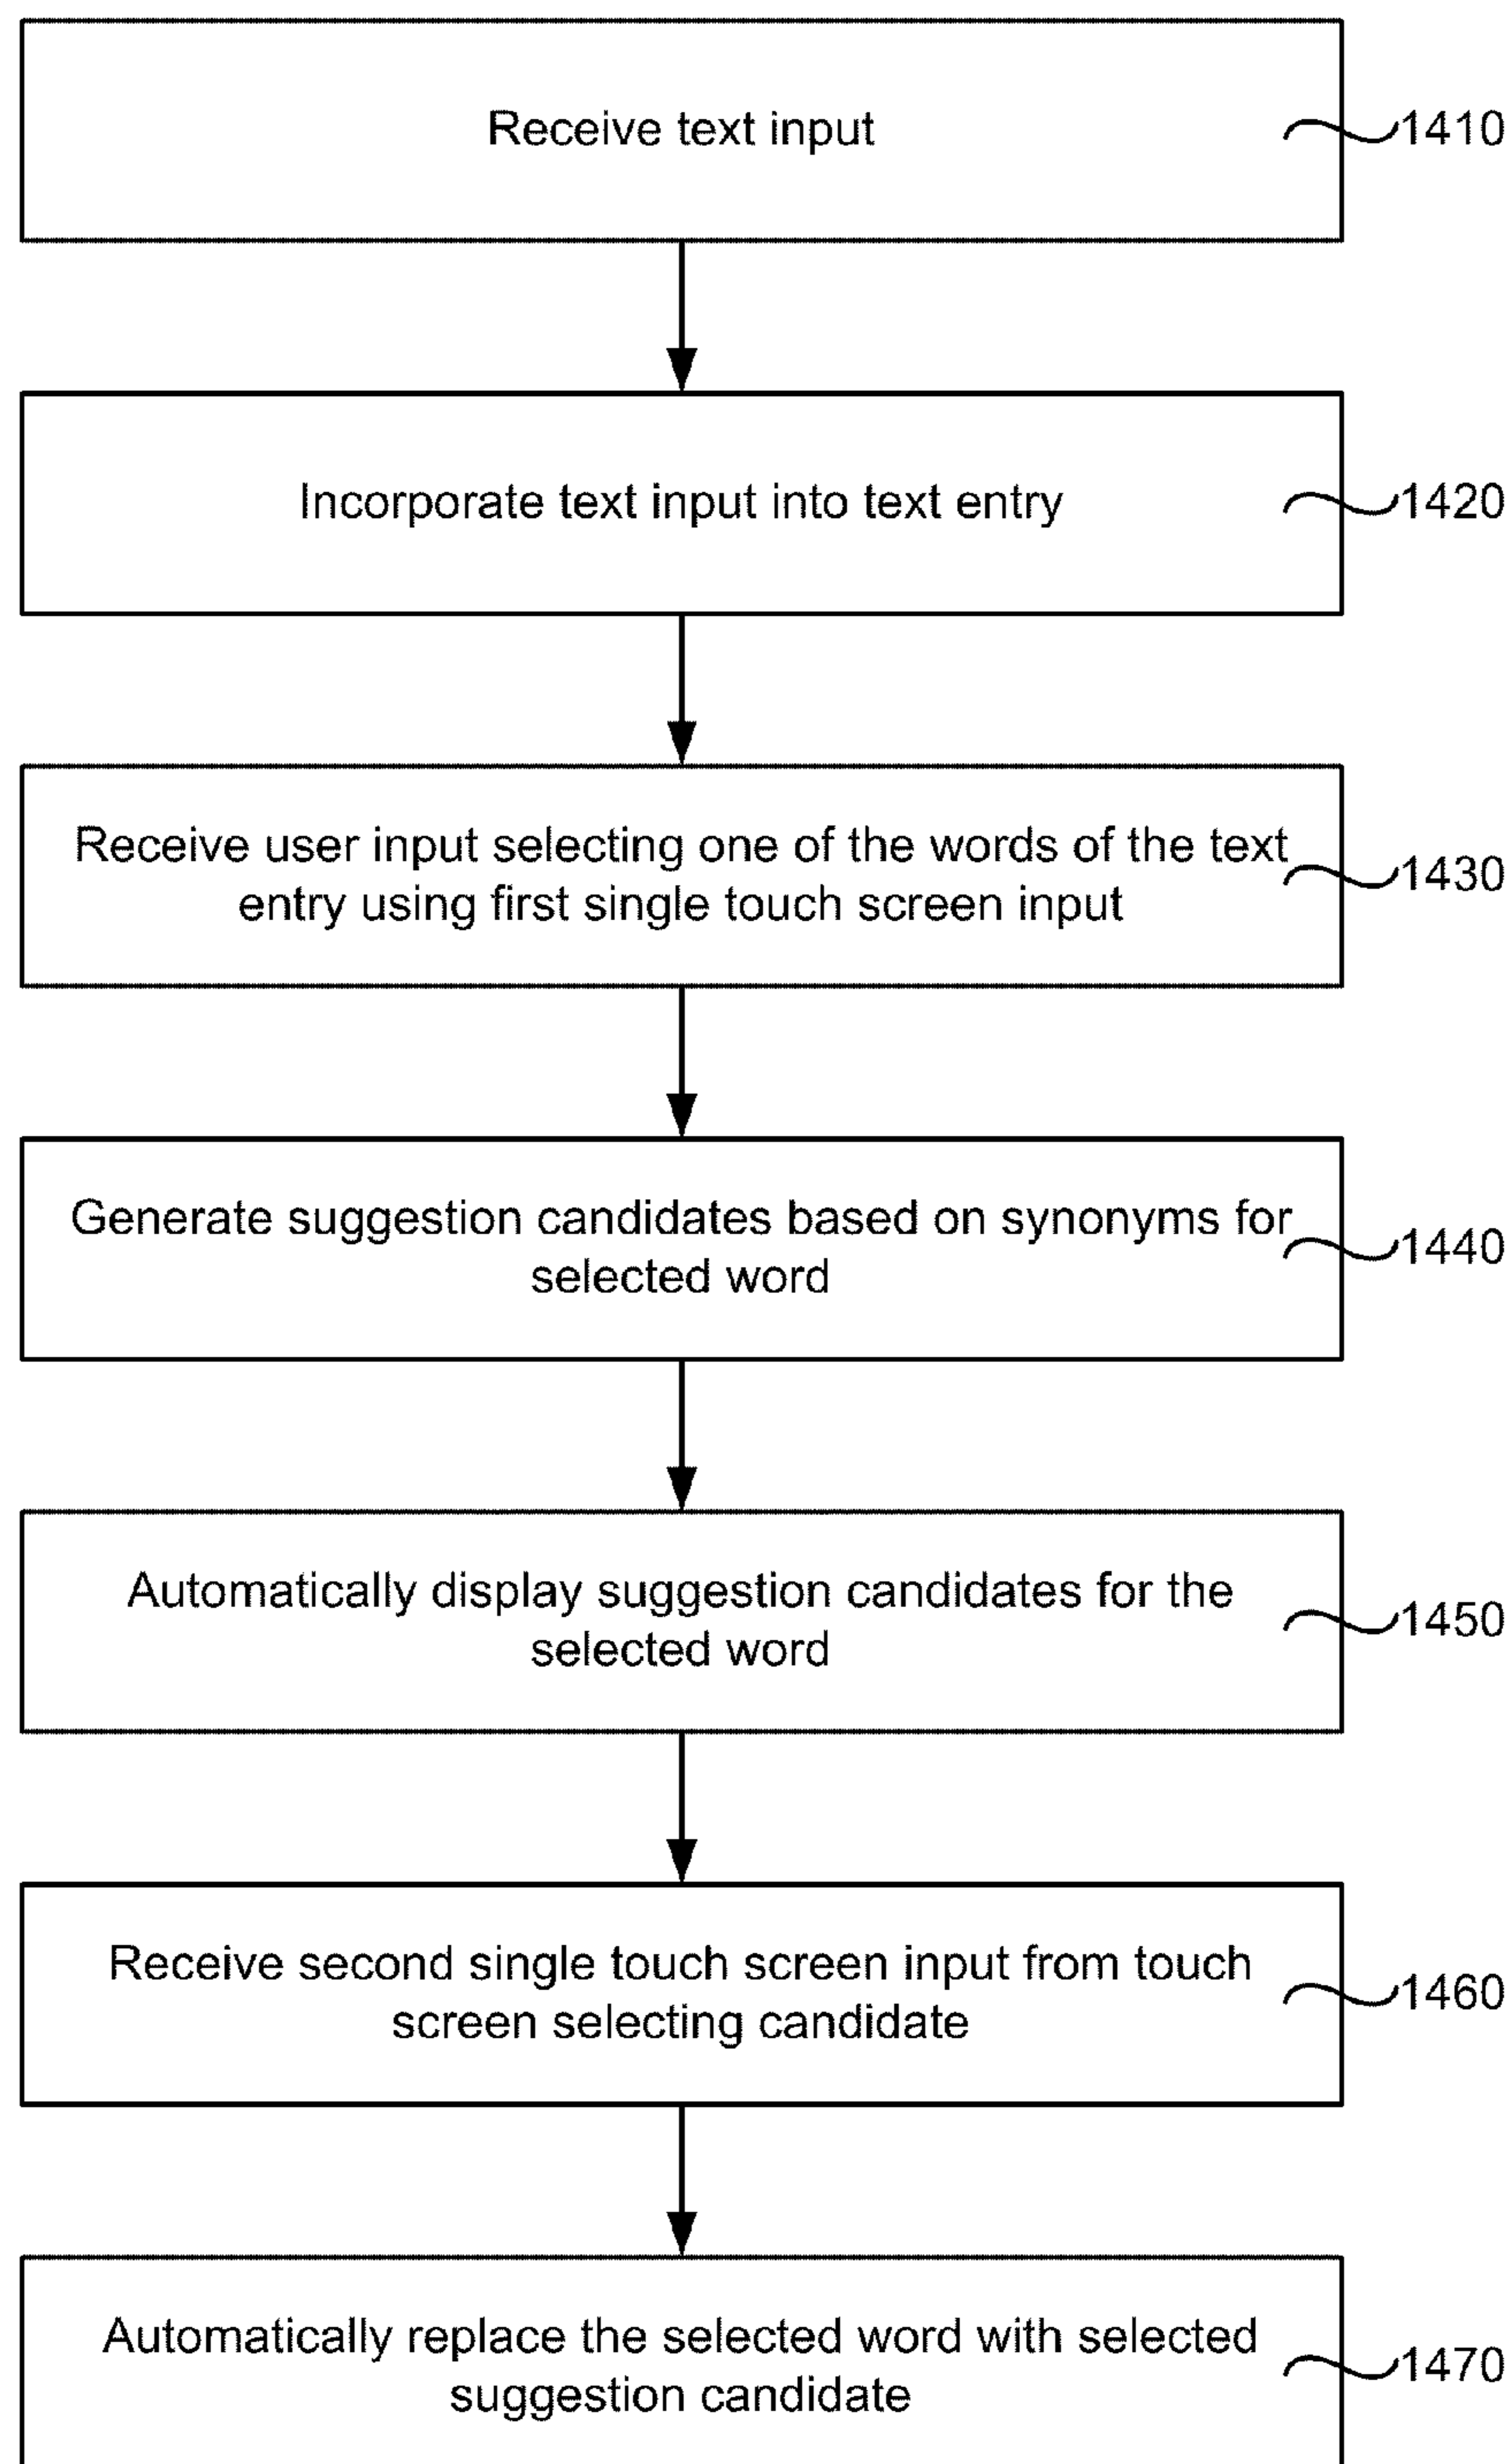 Receive text input
1410
Incorporate text input into text entry
1420
Receive user input selecting one of the words of the text
entry using first single touch screen input
1430
Generate suggestion candidates based on synonyms for
selected word
1440
Automatically display suggestion candidates for the
selected word
1450
Receive second single touch screen input from touch
screen selecting candidate
1460
Automatically replace the selected word with selected
suggestion candidate
1470